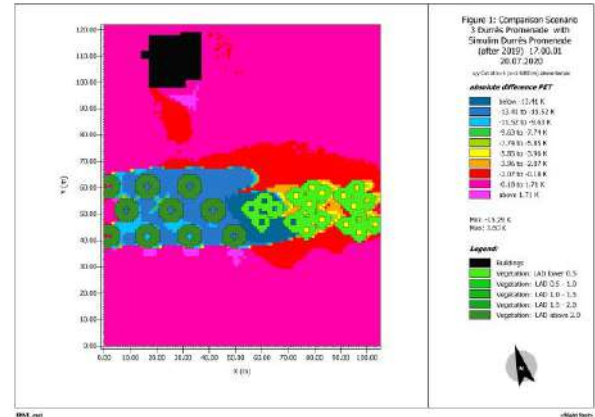 Figure 1: Comparison Scenario
3 Durrës Promenade with
Simulim Durrës Promenade
(after 2019) 17.00.01
20.07.2020
absolute difference PET
below -13.41 K
-13.41 to -11.52 K
-11.52 to -9.63 K
-9.63 to -7.74 K
-7.74 to -5.85 K
-5.85 to -3.96 K
-3.96 to -2.07 K
-2.07 to -0.18 K
-0.18 to 1.71 K
above 1.71 K
Min: -15.29 K
Max: 3.60 K
Legend:
Buildings
Vegetation: LAD lower 0.5
Vegetation: LAD 0.5 - 1.0
Vegetation: LAD 1.0 - 1.5
Vegetation: LAD 1.5 - 2.0
Vegetation: LAD above 2.0
N
Y (m)
120.00
110.00
100.00
90.00
80.00
70.00
60.00
50.00
40.00
30.00
20.00
10.00
0.00
0.00 10.00 20.00 30.00 40.00 50.00 60.00 70.00 80.00 90.00 100.00
X (m)